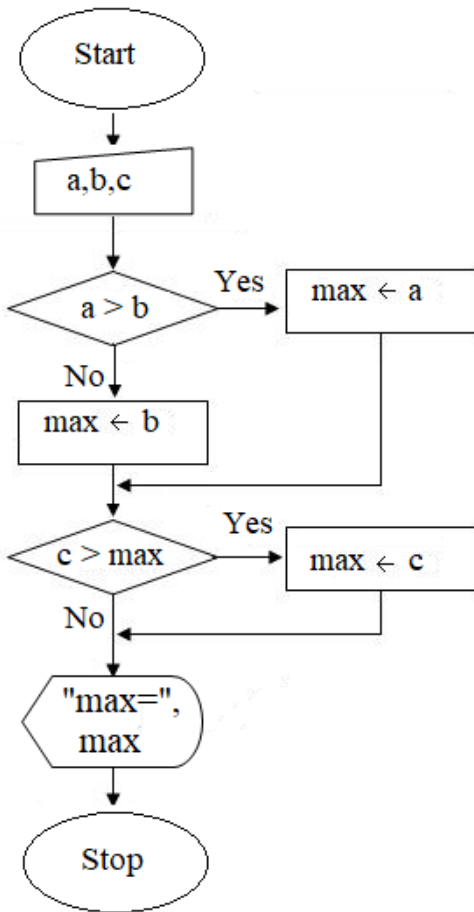 Start
a,b,c
a > b
Yes
max ← a
No
max ← b
c > max
Yes
max ← c
No
"max=",
max
Stop